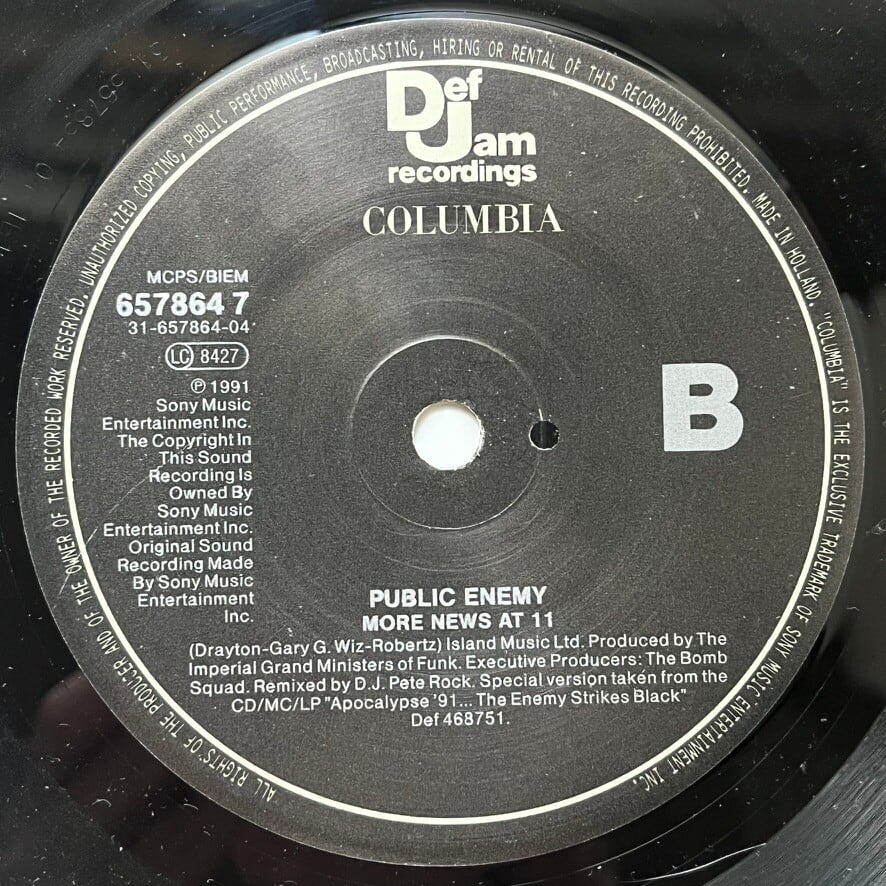 ALL RIGHTS OF THE PRODUCER AND OF THE OWNER OF THE RECORDED WORK RESERVED. UNAUTHORIZED COPYING, PUBLIC PERFORMANCE, BROADCASTING, HIRING OR RENTAL OF THIS RECORDING PROHIBITED. MADE IN HOLLAND. "COLUMBIA" IS THE EXCLUSIVE TRADEMARK OF SONY MUSIC ENTERTAINMENT INC.
Def
Jam
recordings
COLUMBIA
MCPS/BIEM
657864 7
31-657864-04
LC 8427
℗ 1991
Sony Music
Entertainment Inc.
The Copyright In
This Sound
Recording Is
Owned By
Sony Music
Entertainment Inc.
Original Sound
Recording Made
By Sony Music
Entertainment
Inc.
B
PUBLIC ENEMY
MORE NEWS AT 11
(Drayton-Gary G. Wiz-Robertz) Island Music Ltd. Produced by The
Imperial Grand Ministers of Funk. Executive Producers: The Bomb
Squad. Remixed by D.J. Pete Rock. Special version taken from the
CD/MC/LP "Apocalypse '91... The Enemy Strikes Black"
Def 468751.